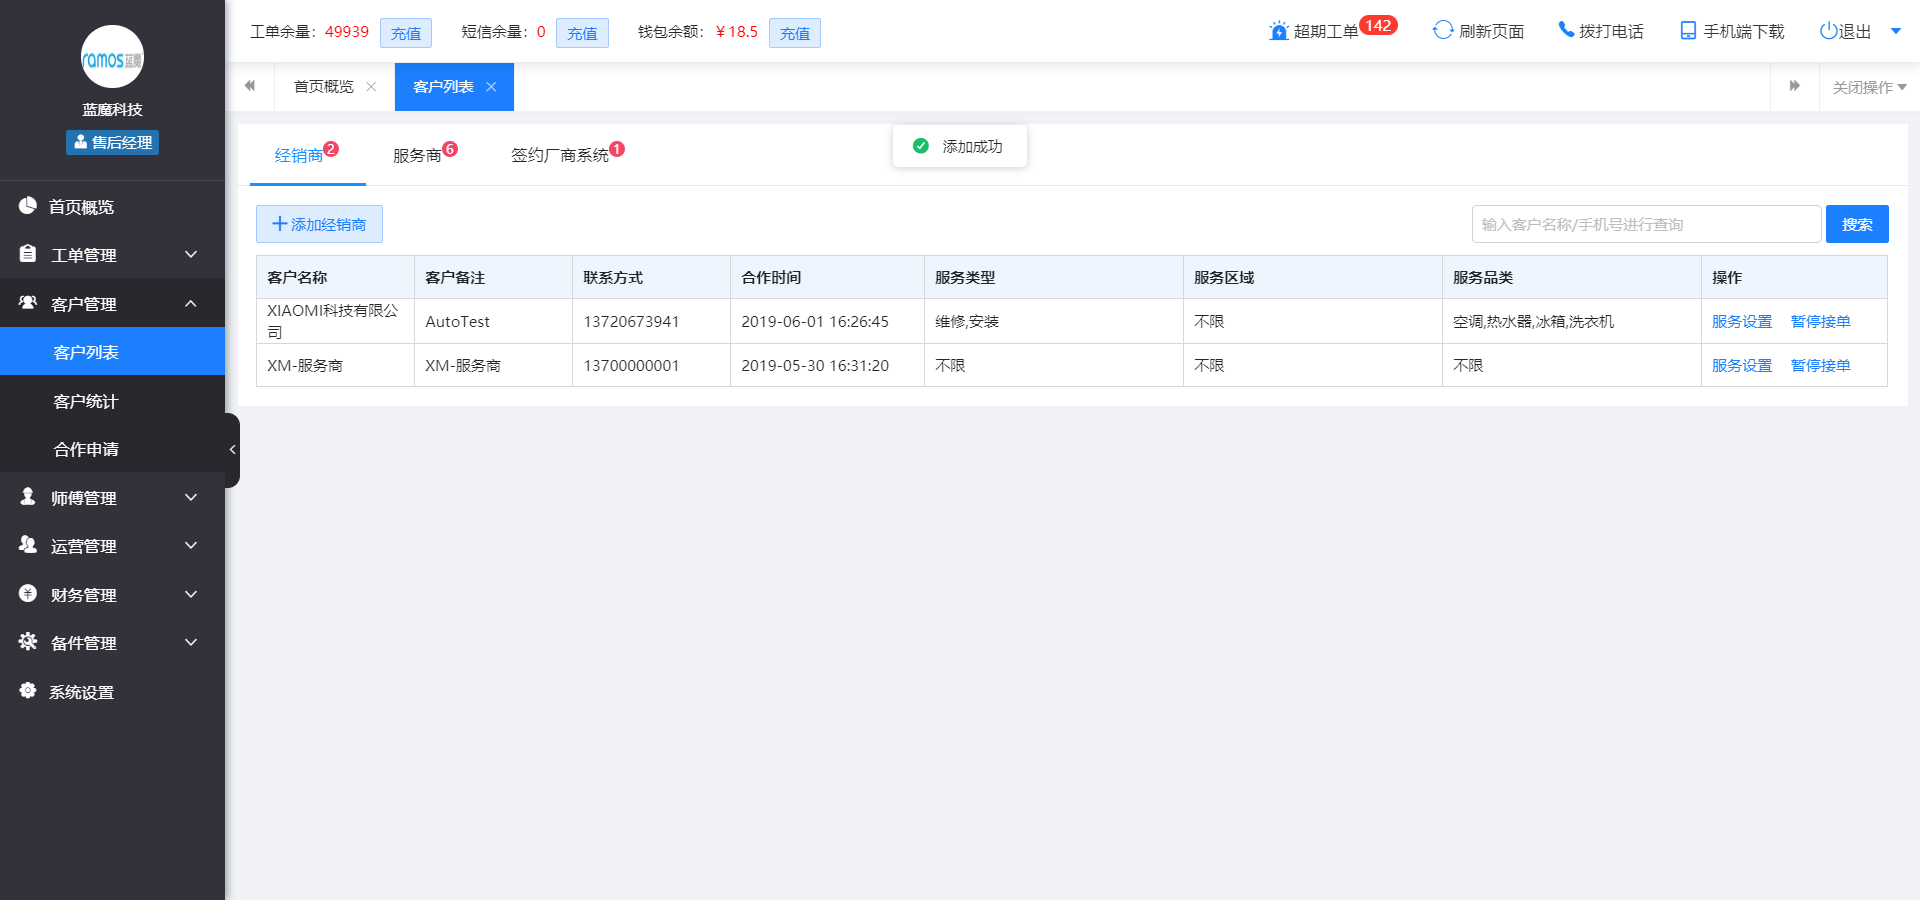 ramos蓝魔
蓝魔科技
售后经理
首页概览
工单管理
客户管理
客户列表
客户统计
合作申请
师傅管理
运营管理
财务管理
备件管理
系统设置
工单余量：49939 充值 短信余量：0 充值 钱包余额：￥18.5 充值
超期工单 142 刷新页面 拨打电话 手机端下载 退出
首页概览 客户列表 关闭操作
经销商 2 服务商 6 签约厂商系统 1
添加成功
添加经销商 输入客户名称/手机号进行查询 搜索
客户名称 客户备注 联系方式 合作时间 服务类型 服务区域 服务品类 操作
XIAOMI科技有限公司 AutoTest 13720673941 2019-06-01 16:26:45 维修,安装 不限 空调,热水器,冰箱,洗衣机 服务设置 暂停接单
XM-服务商 XM-服务商 13700000001 2019-05-30 16:31:20 不限 不限 不限 服务设置 暂停接单